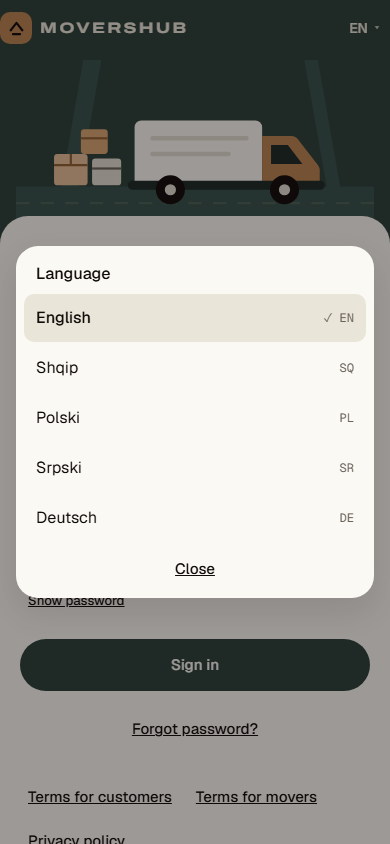 MOVERSHUB
EN
Language
English ✓ EN
Shqip SQ
Polski PL
Srpski SR
Deutsch DE
Close
Show password
Sign in
Forgot password?
Terms for customers Terms for movers
Privacy policy